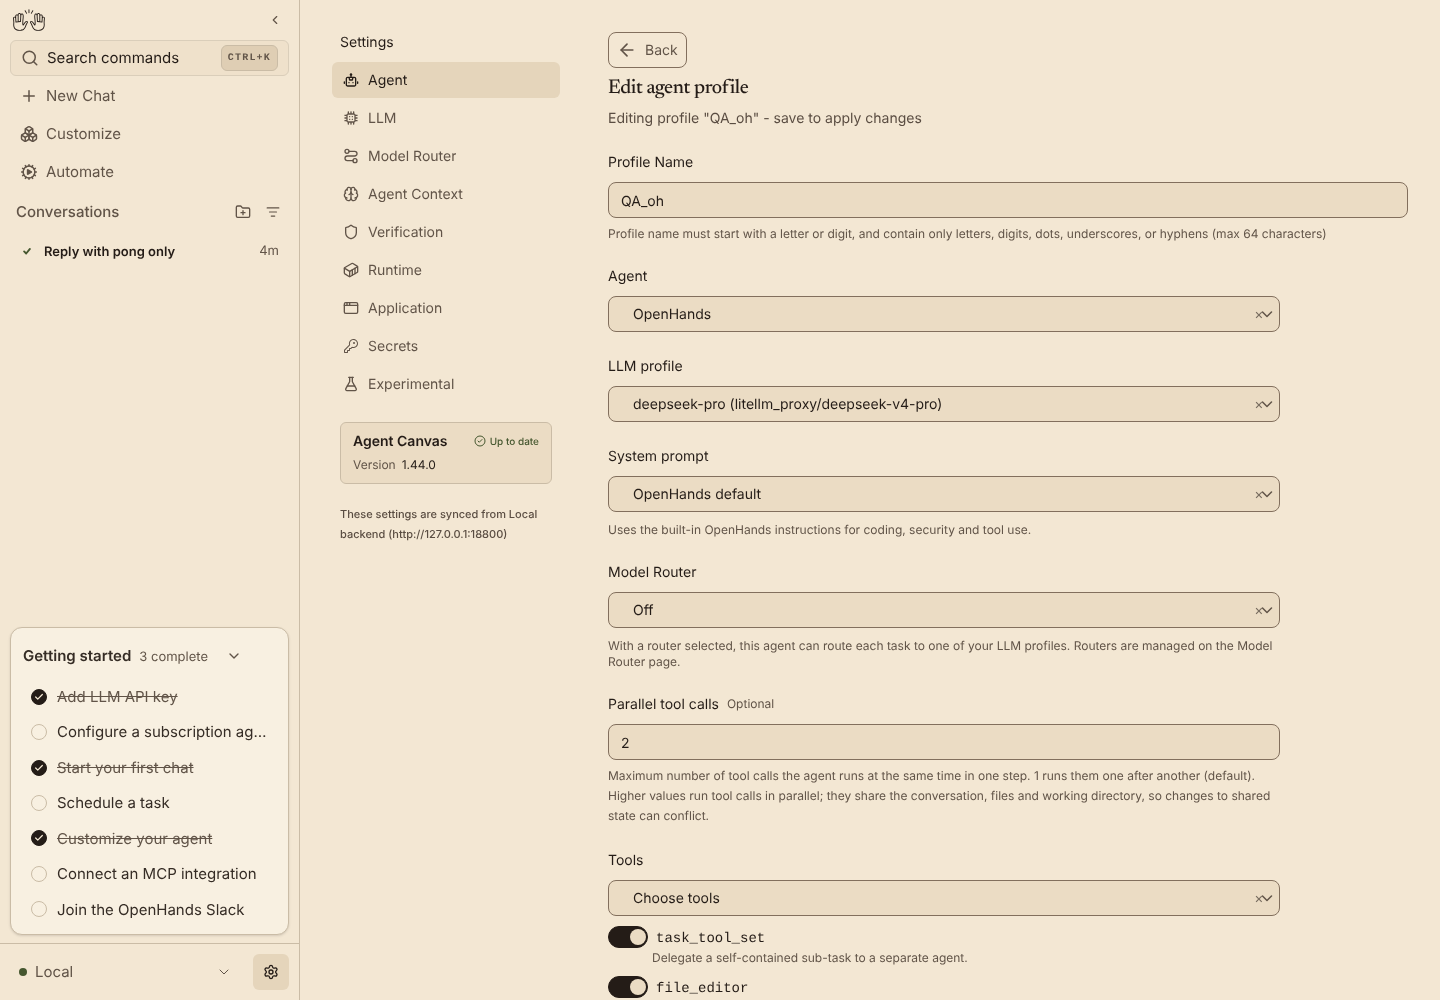 Search commands
CTRL+K
New Chat
Customize
Automate
Conversations
Reply with pong only
4m
Getting started
3 complete
Add LLM API key
Configure a subscription ag...
Start your first chat
Schedule a task
Customize your agent
Connect an MCP integration
Join the OpenHands Slack
Local
Settings
Agent
LLM
Model Router
Agent Context
Verification
Runtime
Application
Secrets
Experimental
Agent Canvas
Up to date
Version 1.44.0
These settings are synced from Local
backend (http://127.0.0.1:18800)
Back
Edit agent profile
Editing profile "QA_oh" - save to apply changes
Profile Name
QA_oh
Profile name must start with a letter or digit, and contain only letters, digits, dots, underscores, or hyphens (max 64 characters)
Agent
OpenHands
LLM profile
deepseek-pro (litellm_proxy/deepseek-v4-pro)
System prompt
OpenHands default
Uses the built-in OpenHands instructions for coding, security and tool use.
Model Router
Off
With a router selected, this agent can route each task to one of your LLM profiles. Routers are managed on the Model
Router page.
Parallel tool calls Optional
2
Maximum number of tool calls the agent runs at the same time in one step. 1 runs them one after another (default).
Higher values run tool calls in parallel; they share the conversation, files and working directory, so changes to shared
state can conflict.
Tools
Choose tools
task_tool_set
Delegate a self-contained sub-task to a separate agent.
file_editor